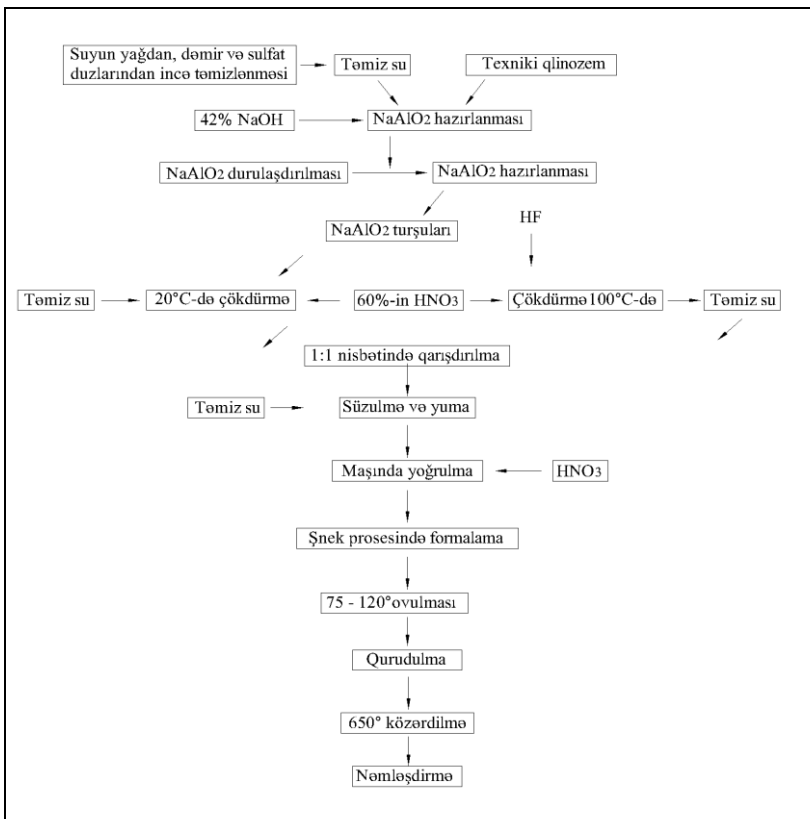 Suyun yağdan, dəmir və sulfat
duzlarından incə təmizlənməsi
Təmiz su
Texniki qlinozem
42% NaOH
NaAlO2 hazırlanması
NaAlO2 durulaşdırılması
NaAlO2 hazırlanması
NaAlO2 turşuları
HF
Təmiz su
20°C-də çökdürmə
60%-in HNO3
Çökdürmə 100°C-də
Təmiz su
1:1 nisbətində qarışdırılma
Təmiz su
Süzulmə və yuma
Maşında yoğrulma
HNO3
Şnek prosesində formalama
75 - 120° ovulması
Qurudulma
650° közərdilmə
Nəmləşdirmə